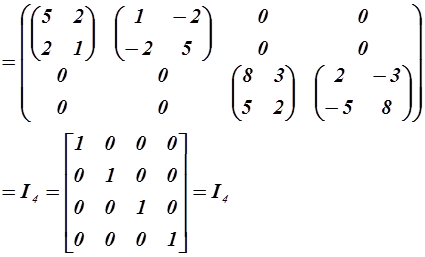 = ( (5 2 (1 −2 0 0
2 1) −2 5) 0 0
0 0 (8 3 (2 −3
0 0 5 2) −5 8) )
= I₄ = [1 0 0 0
0 1 0 0
0 0 1 0
0 0 0 1] = I₄